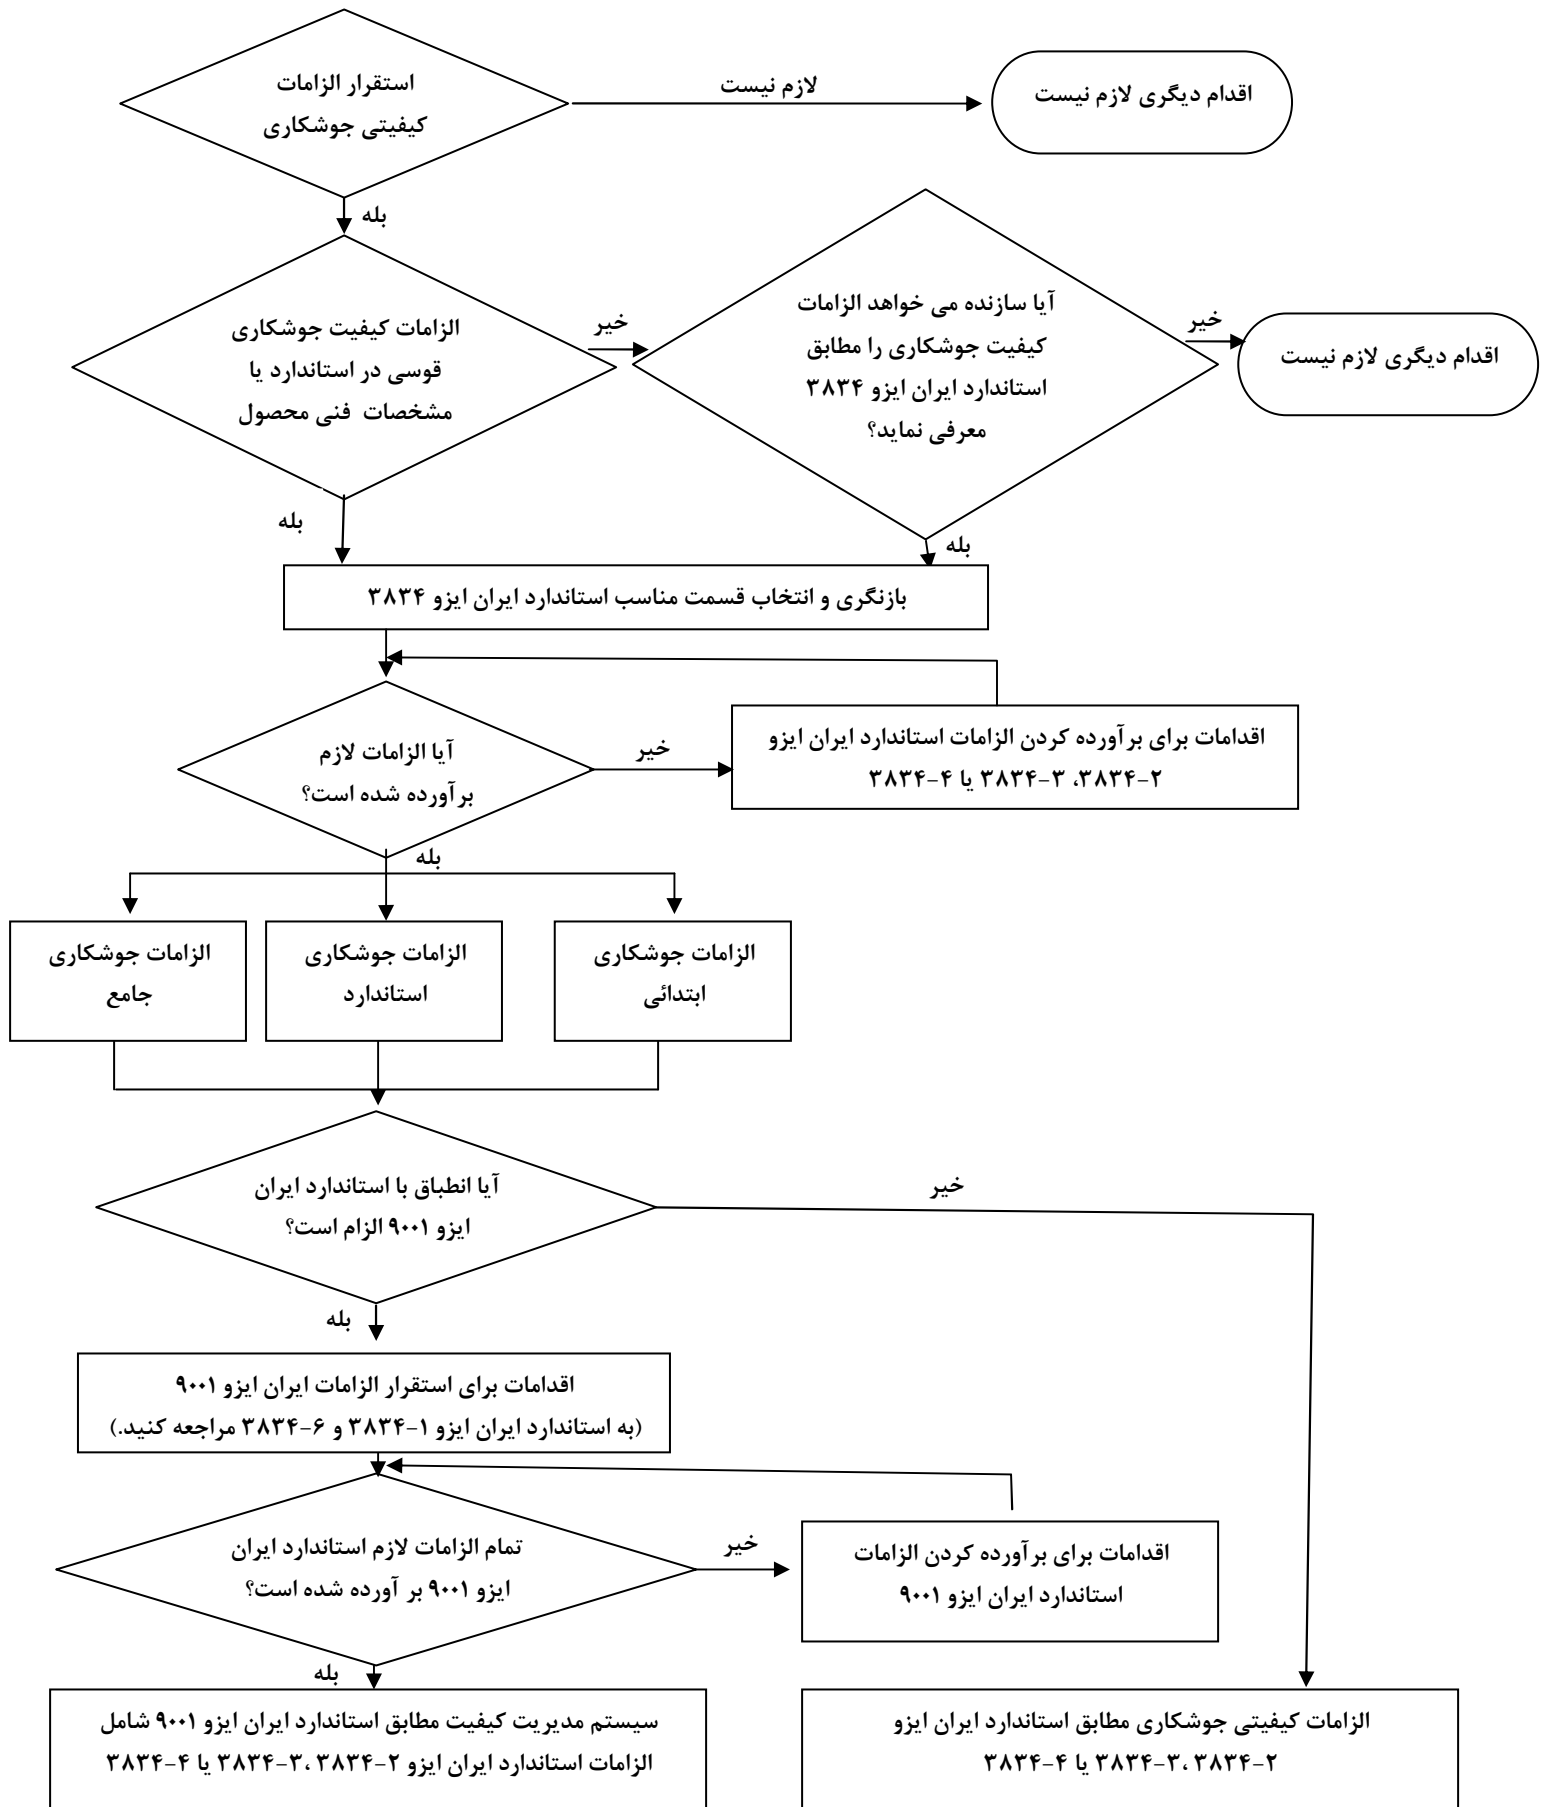 استقرار الزامات
کیفیتی جوشکاری
لازم نیست
اقدام دیگری لازم نیست
بله
الزامات کیفیت جوشکاری
قوسی در استاندارد یا
مشخصات فنی محصول
خیر
آیا سازنده می خواهد الزامات
کیفیت جوشکاری را مطابق
استاندارد ایران ایزو ۳۸۳۴
معرفی نماید؟
خیر
اقدام دیگری لازم نیست
بله
بله
بازنگری و انتخاب قسمت مناسب استاندارد ایران ایزو ۳۸۳۴
آیا الزامات لازم
برآورده شده است؟
خیر
اقدامات برای برآورده کردن الزامات استاندارد ایران ایزو
۳۸۳۴-۲، ۳۸۳۴-۳ یا ۳۸۳۴-۴
بله
الزامات جوشکاری
ابتدائی
الزامات جوشکاری
استاندارد
الزامات جوشکاری
جامع
آیا انطباق با استاندارد ایران
ایزو ۹۰۰۱ الزام است؟
خیر
بله
اقدامات برای استقرار الزامات ایران ایزو ۹۰۰۱
(به استاندارد ایران ایزو ۳۸۳۴-۱ و ۳۸۳۴-۶ مراجعه کنید.)
تمام الزامات لازم استاندارد ایران
ایزو ۹۰۰۱ بر آورده شده است؟
خیر
اقدامات برای برآورده کردن الزامات
استاندارد ایران ایزو ۹۰۰۱
بله
سیستم مدیریت کیفیت مطابق استاندارد ایران ایزو ۹۰۰۱ شامل
الزامات استاندارد ایران ایزو ۳۸۳۴-۲ ،۳۸۳۴-۳ یا ۳۸۳۴-۴
الزامات کیفیتی جوشکاری مطابق استاندارد ایران ایزو
۳۸۳۴-۲ ،۳۸۳۴-۳ یا ۳۸۳۴-۴